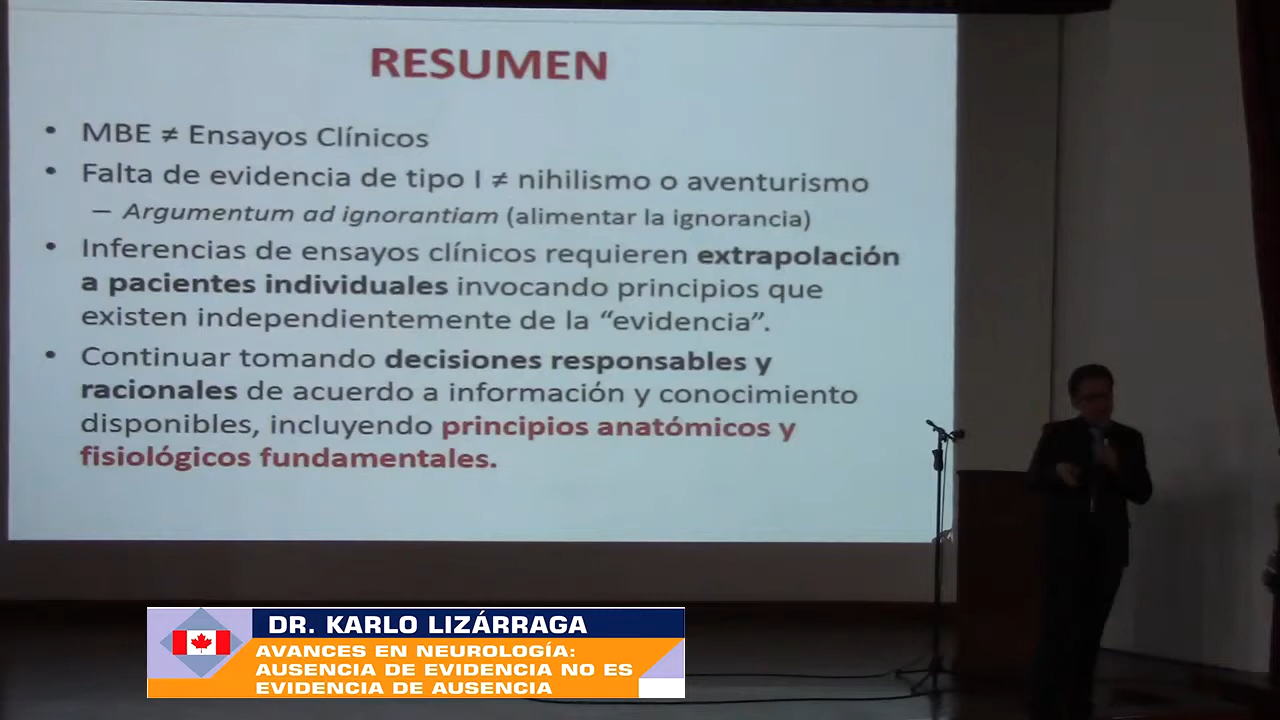 RESUMEN
• MBE ≠ Ensayos Clínicos
• Falta de evidencia de tipo I ≠ nihilismo o aventurismo
– Argumentum ad ignorantiam (alimentar la ignorancia)
• Inferencias de ensayos clínicos requieren extrapolación
a pacientes individuales invocando principios que
existen independientemente de la “evidencia”.
• Continuar tomando decisiones responsables y
racionales de acuerdo a información y conocimiento
disponibles, incluyendo principios anatómicos y
fisiológicos fundamentales.
DR. KARLO LIZÁRRAGA
AVANCES EN NEUROLOGÍA:
AUSENCIA DE EVIDENCIA NO ES
EVIDENCIA DE AUSENCIA